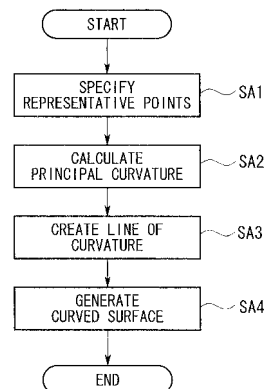 START
SPECIFY
REPRESENTATIVE POINTS
SA1
CALCULATE
PRINCIPAL CURVATURE
SA2
CREATE LINE OF
CURVATURE
SA3
GENERATE
CURVED SURFACE
SA4
END